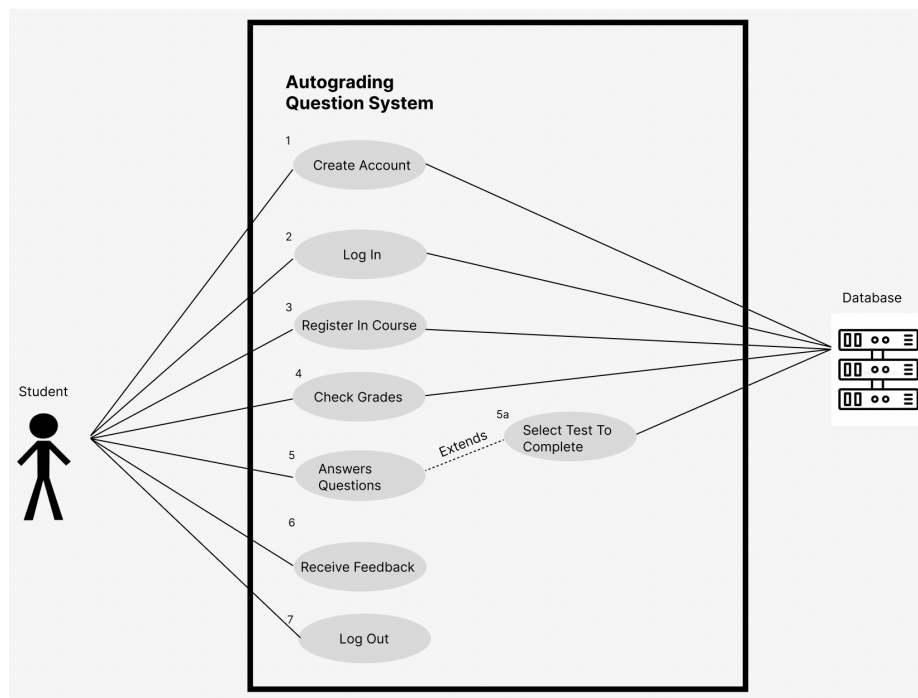 Autograding
Question System
1
Create Account
2
Log In
Database
3
Register In Course
Student
4
Check Grades
5a
Select Test To
Complete
Extends
5
Answers
Questions
6
Receive Feedback
7
Log Out